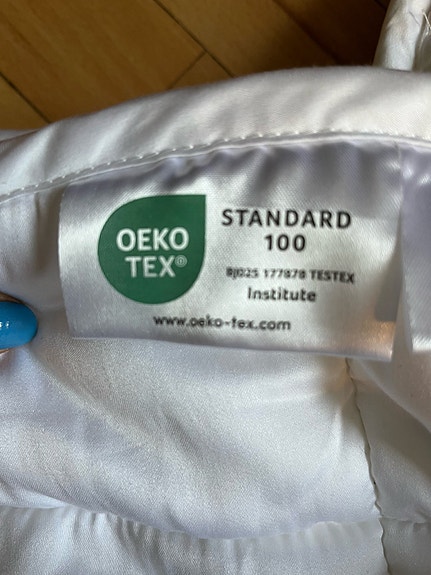 OEKO
TEX®
STANDARD
100
BJ025 177878 TESTEX
Institute
www.oeko-tex.com